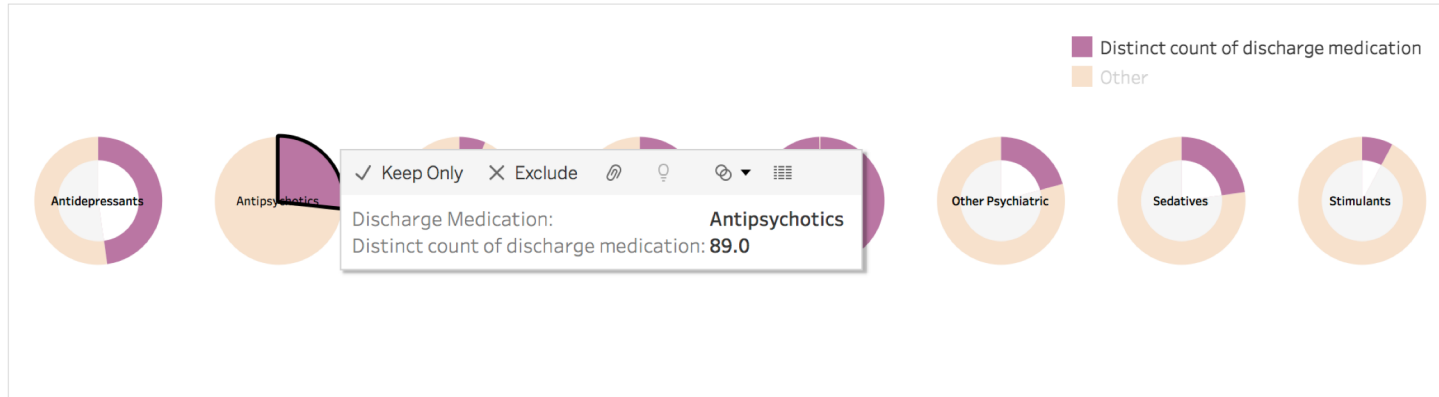 Distinct count of discharge medication
Other
Keep Only Exclude
Antidepressants
Antipsychotics
Other Psychiatric
Sedatives
Stimulants
Discharge Medication: Antipsychotics
Distinct count of discharge medication: 89.0